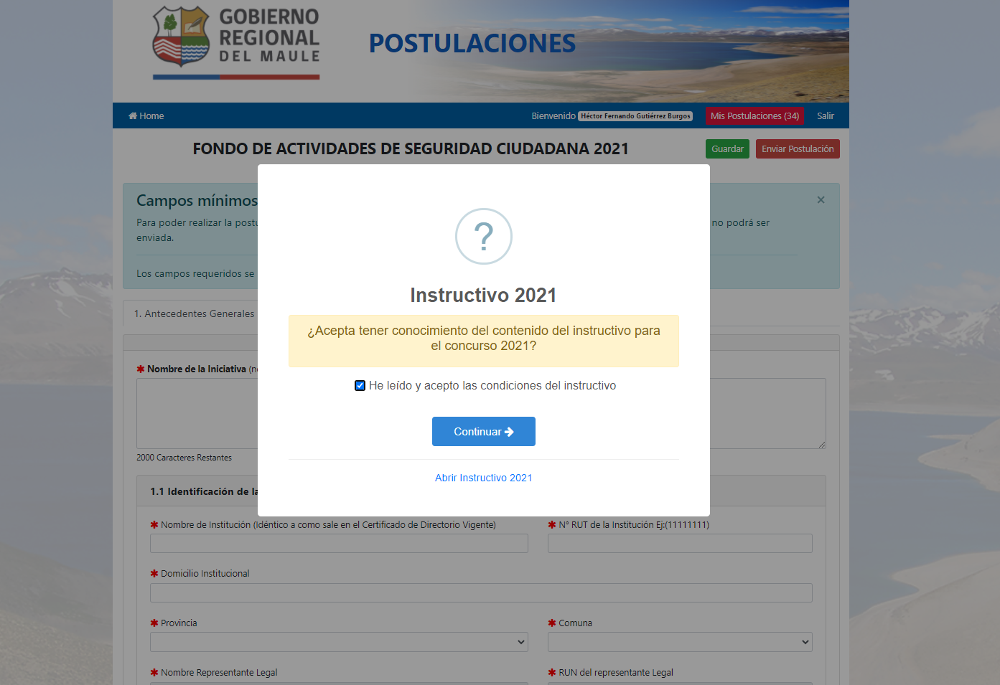 GOBIERNO
REGIONAL
DEL MAULE
POSTULACIONES
Home
Bienvenido Héctor Fernando Gutiérrez Burgos
Mis Postulaciones (34)
Salir
FONDO DE ACTIVIDADES DE SEGURIDAD CIUDADANA 2021
Guardar
Enviar Postulación
Campos mínimos
×
Para poder realizar la postu
no podrá ser
enviada.
Los campos requeridos se
?
Instructivo 2021
¿Acepta tener conocimiento del contenido del instructivo para
el concurso 2021?
He leído y acepto las condiciones del instructivo
Continuar
Abrir Instructivo 2021
1. Antecedentes Generales
✱ Nombre de la Iniciativa (no
2000 Caracteres Restantes
1.1 Identificación de la
✱ Nombre de Institución (Idéntico a como sale en el Certificado de Directorio Vigente)
✱ N° RUT de la Institución Ej:(11111111)
✱ Domicilio Institucional
✱ Provincia
✱ Comuna
✱ Nombre Representante Legal
✱ RUN del representante Legal